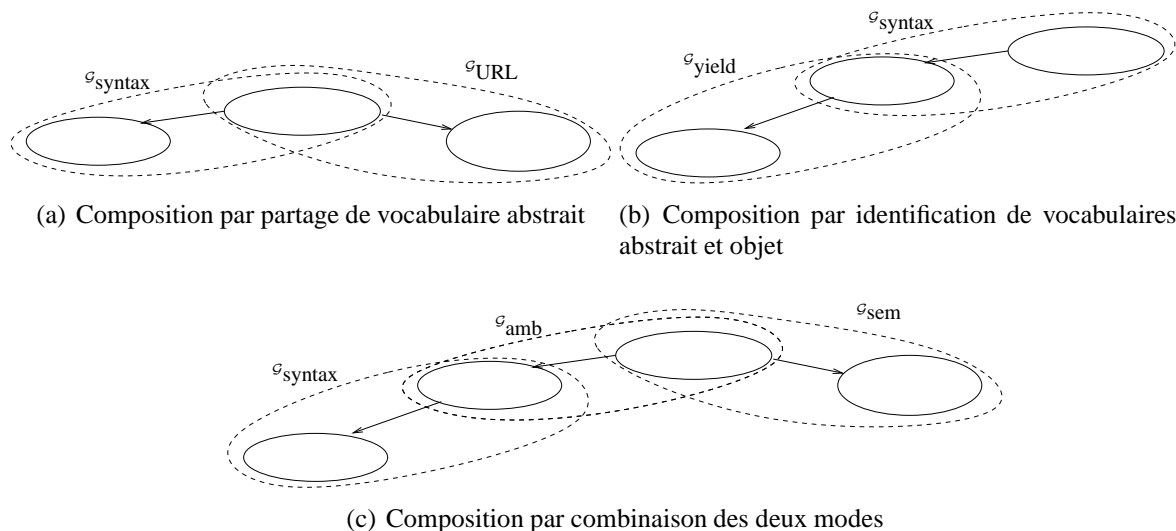 𝒢syntax
𝒢URL
(a) Composition par partage de vocabulaire abstrait
𝒢syntax
𝒢yield
(b) Composition par identification de vocabulaires
abstrait et objet
𝒢amb
𝒢sem
𝒢syntax
(c) Composition par combinaison des deux modes